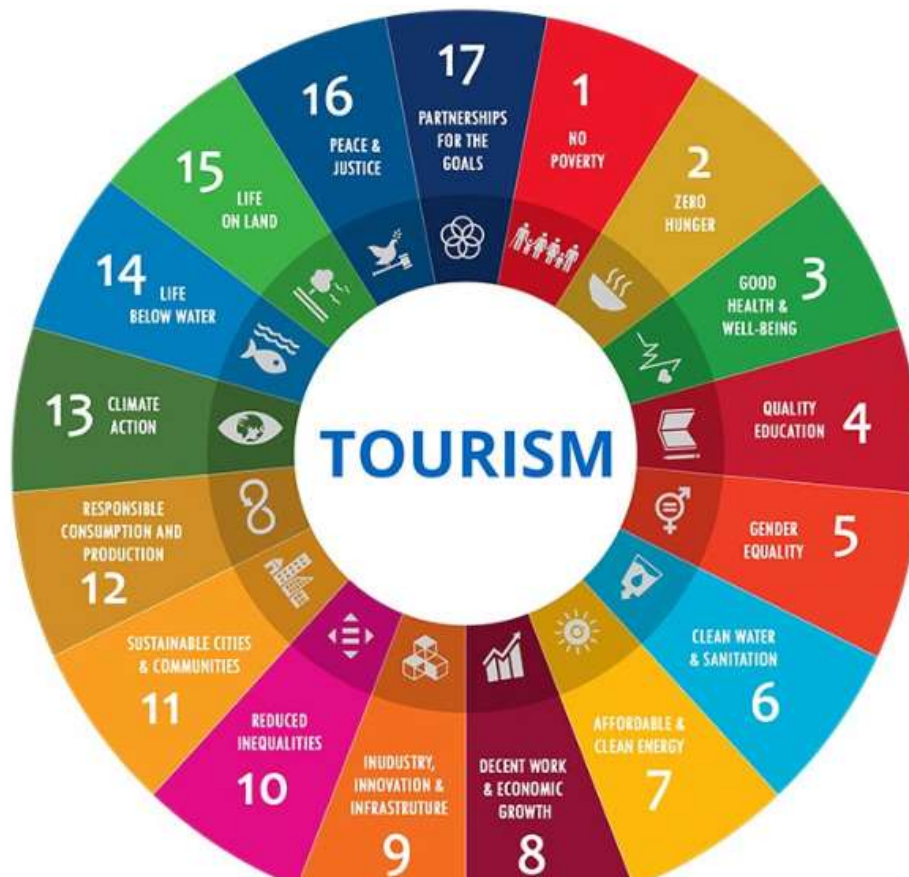 17
PARTNERSHIPS
FOR THE
GOALS
1
NO
POVERTY
2
ZERO
HUNGER
3
GOOD
HEALTH &
WELL-BEING
4
QUALITY
EDUCATION
5
GENDER
EQUALITY
6
CLEAN WATER
& SANITATION
7
AFFORDABLE &
CLEAN ENERGY
8
DECENT WORK
& ECONOMIC
GROWTH
9
INUDUSTRY,
INNOVATION &
INFRASTRUTURE
10
REDUCED
INEQUALITIES
11
SUSTAINABLE CITIES
& COMMUNITIES
12
RESPONSIBLE
CONSUMPTION AND
PRODUCTION
13
CLIMATE
ACTION
14
LIFE
BELOW WATER
15
LIFE
ON LAND
16
PEACE &
JUSTICE
TOURISM